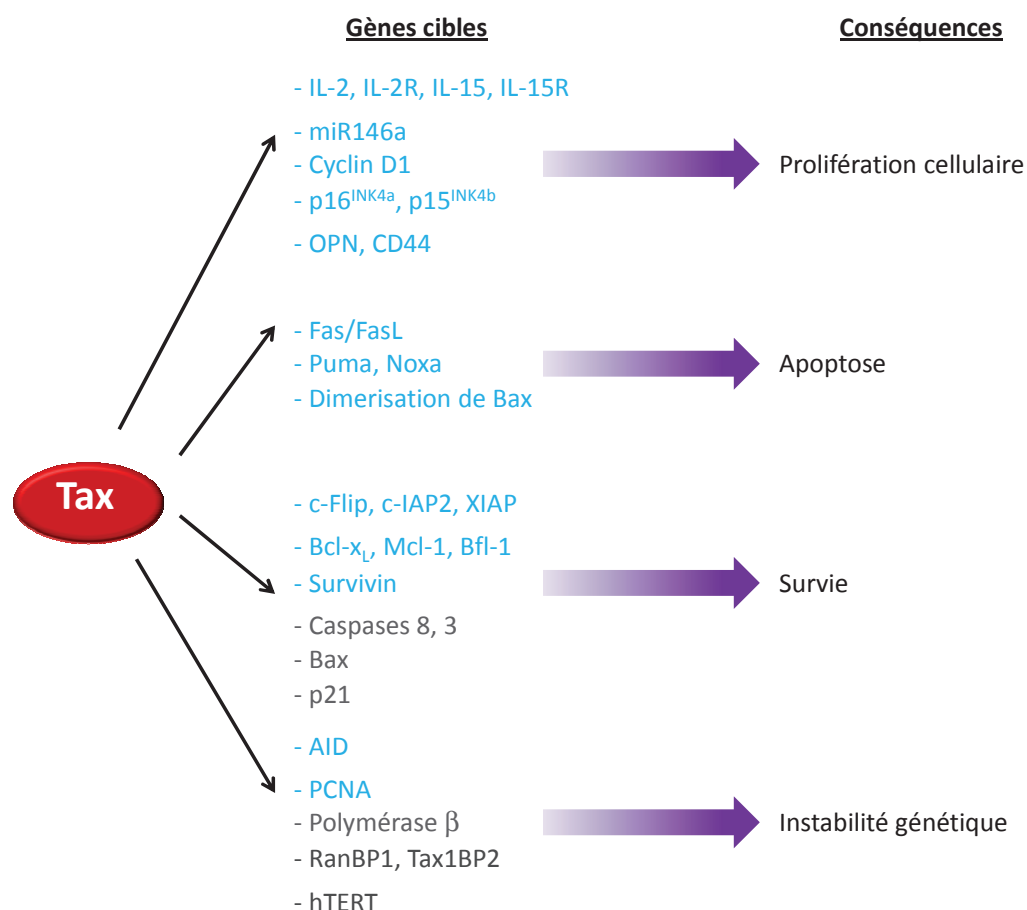 Gènes cibles
Conséquences
- IL-2, IL-2R, IL-15, IL-15R
- miR146a
- Cyclin D1
- p16INK4a, p15INK4b
- OPN, CD44
Prolifération cellulaire
- Fas/FasL
- Puma, Noxa
- Dimerisation de Bax
Apoptose
Tax
- c-Flip, c-IAP2, XIAP
- Bcl-xL, Mcl-1, Bfl-1
- Survivin
- Caspases 8, 3
- Bax
- p21
Survie
- AID
- PCNA
- Polymérase β
- RanBP1, Tax1BP2
- hTERT
Instabilité génétique